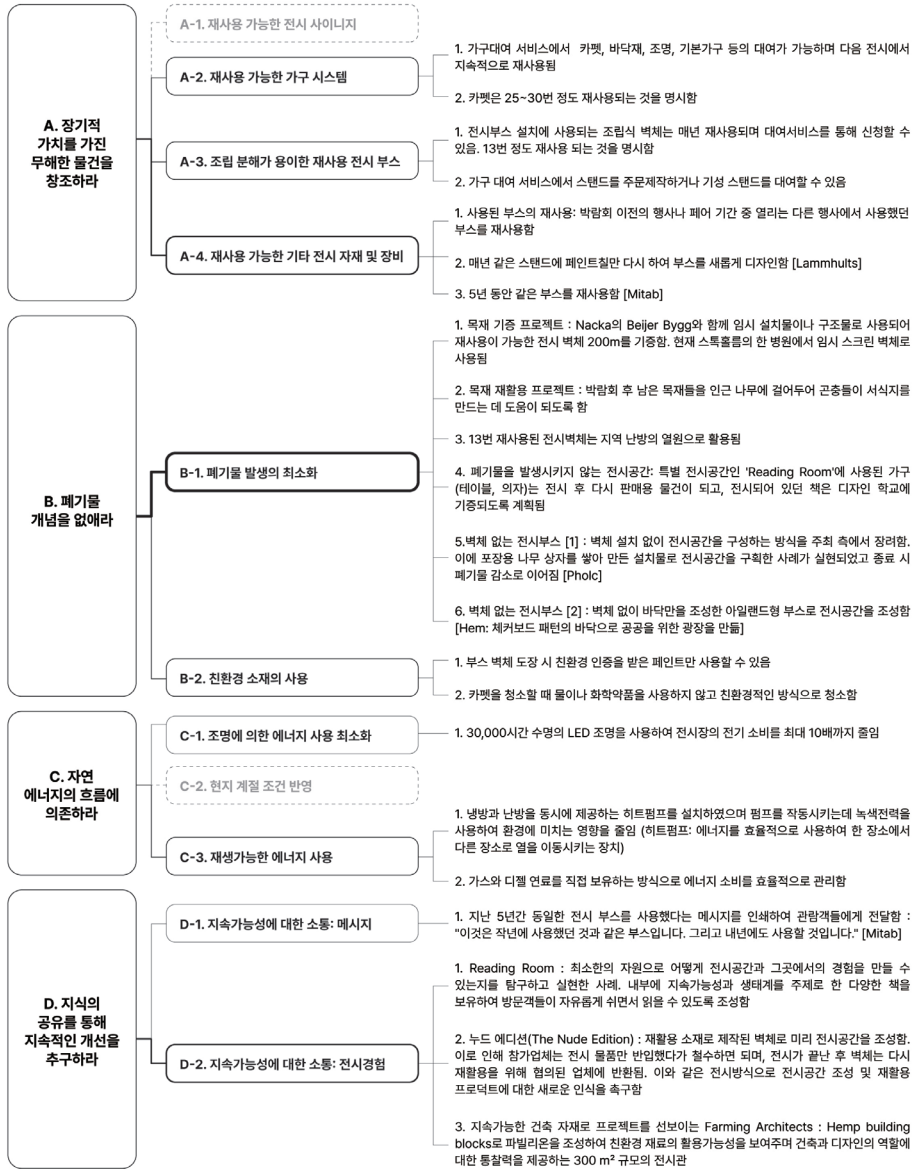 A. 장기적
가치를 가진
무해한 물건을
창조하라
A-1. 재사용 가능한 전시 사이니지
A-2. 재사용 가능한 가구 시스템
1. 가구대여 서비스에서 카펫, 바닥재, 조명, 기본가구 등의 대여가 가능하며 다음 전시에서
지속적으로 재사용됨
2. 카펫은 25~30번 정도 재사용되는 것을 명시함
A-3. 조립 분해가 용이한 재사용 전시 부스
1. 전시부스 설치에 사용되는 조립식 벽체는 매년 재사용되며 대여서비스를 통해 신청할 수
있음. 13번 정도 재사용 되는 것을 명시함
2. 가구 대여 서비스에서 스탠드를 주문제작하거나 기성 스탠드를 대여할 수 있음
A-4. 재사용 가능한 기타 전시 자재 및 장비
1. 사용된 부스의 재사용: 박람회 이전의 행사나 페어 기간 중 열리는 다른 행사에서 사용했던
부스를 재사용함
2. 매년 같은 스탠드에 페인트칠만 다시 하여 부스를 새롭게 디자인함 [Lammhults]
3. 5년 동안 같은 부스를 재사용함 [Mitab]
B. 폐기물
개념을 없애라
B-1. 폐기물 발생의 최소화
1. 목재 기증 프로젝트 : Nacka의 Beijer Bygg와 함께 임시 설치물이나 구조물로 사용되어
재사용이 가능한 전시 벽체 200m를 기증함. 현재 스톡홀름의 한 병원에서 임시 스크린 벽체로
사용됨
2. 목재 재활용 프로젝트 : 박람회 후 남은 목재들을 인근 나무에 걸어두어 곤충들이 서식지를
만드는 데 도움이 되도록 함
3. 13번 재사용된 전시벽체는 지역 난방의 열원으로 활용됨
4. 폐기물을 발생시키지 않는 전시공간: 특별 전시공간인 'Reading Room'에 사용된 가구
(테이블, 의자)는 전시 후 다시 판매용 물건이 되고, 전시되어 있던 책은 디자인 학교에
기증되도록 계획됨
5.벽체 없는 전시부스 [1] : 벽체 설치 없이 전시공간을 구성하는 방식을 주최 측에서 장려함.
이에 포장용 나무 상자를 쌓아 만든 설치물로 전시공간을 구획한 사례가 실현되었고 종료 시
폐기물 감소로 이어짐 [Pholc]
6. 벽체 없는 전시부스 [2] : 벽체 없이 바닥만을 조성한 아일랜드형 부스로 전시공간을 조성함
[Hem: 체커보드 패턴의 바닥으로 공공을 위한 광장을 만듦]
B-2. 친환경 소재의 사용
1. 부스 벽체 도장 시 친환경 인증을 받은 페인트만 사용할 수 있음
2. 카펫을 청소할 때 물이나 화학약품을 사용하지 않고 친환경적인 방식으로 청소함
C. 자연
에너지의 흐름에
의존하라
C-1. 조명에 의한 에너지 사용 최소화
1. 30,000시간 수명의 LED 조명을 사용하여 전시장의 전기 소비를 최대 10배까지 줄임
C-2. 현지 계절 조건 반영
C-3. 재생가능한 에너지 사용
1. 냉방과 난방을 동시에 제공하는 히트펌프를 설치하였으며 펌프를 작동시키는데 녹색전력을
사용하여 환경에 미치는 영향을 줄임 (히트펌프: 에너지를 효율적으로 사용하여 한 장소에서
다른 장소로 열을 이동시키는 장치)
2. 가스와 디젤 연료를 직접 보유하는 방식으로 에너지 소비를 효율적으로 관리함
D. 지식의
공유를 통해
지속적인 개선을
추구하라
D-1. 지속가능성에 대한 소통: 메시지
1. 지난 5년간 동일한 전시 부스를 사용했다는 메시지를 인쇄하여 관람객들에게 전달함 :
"이것은 작년에 사용했던 것과 같은 부스입니다. 그리고 내년에도 사용할 것입니다." [Mitab]
D-2. 지속가능성에 대한 소통: 전시경험
1. Reading Room : 최소한의 자원으로 어떻게 전시공간과 그곳에서의 경험을 만들 수
있는지를 탐구하고 실현한 사례. 내부에 지속가능성과 생태계를 주제로 한 다양한 책을
보유하여 방문객들이 자유롭게 쉬면서 읽을 수 있도록 조성함
2. 누드 에디션(The Nude Edition) : 재활용 소재로 제작된 벽체로 미리 전시공간을 조성함.
이로 인해 참가업체는 전시 물품만 반입했다가 철수하면 되며, 전시가 끝난 후 벽체는 다시
재활용을 위해 협의된 업체에 반환됨. 이와 같은 전시방식으로 전시공간 조성 및 재활용
프로덕트에 대한 새로운 인식을 촉구함
3. 지속가능한 건축 자재로 프로젝트를 선보이는 Farming Architects : Hemp building
blocks로 파빌리온을 조성하여 친환경 재료의 활용가능성을 보여주며 건축과 디자인의 역할에
대한 통찰력을 제공하는 300 m² 규모의 전시관